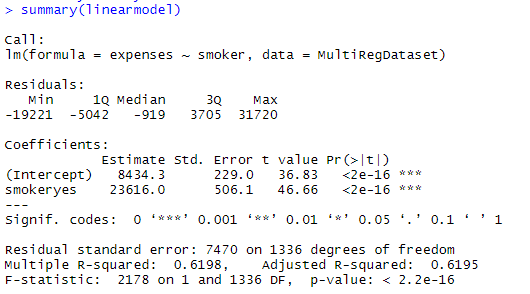 > summary(linearmodel)
Call:
lm(formula = expenses ~ smoker, data = MultiRegDataset)
Residuals:
Min 1Q Median 3Q Max
-19221 -5042 -919 3705 31720
Coefficients:
Estimate Std. Error t value Pr(>|t|)
(Intercept) 8434.3 229.0 36.83 <2e-16 ***
smokeryes 23616.0 506.1 46.66 <2e-16 ***
---
Signif. codes: 0 ‘***’ 0.001 ‘**’ 0.01 ‘*’ 0.05 ‘.’ 0.1 ‘ ’ 1
Residual standard error: 7470 on 1336 degrees of freedom
Multiple R-squared: 0.6198, Adjusted R-squared: 0.6195
F-statistic: 2178 on 1 and 1336 DF, p-value: < 2.2e-16